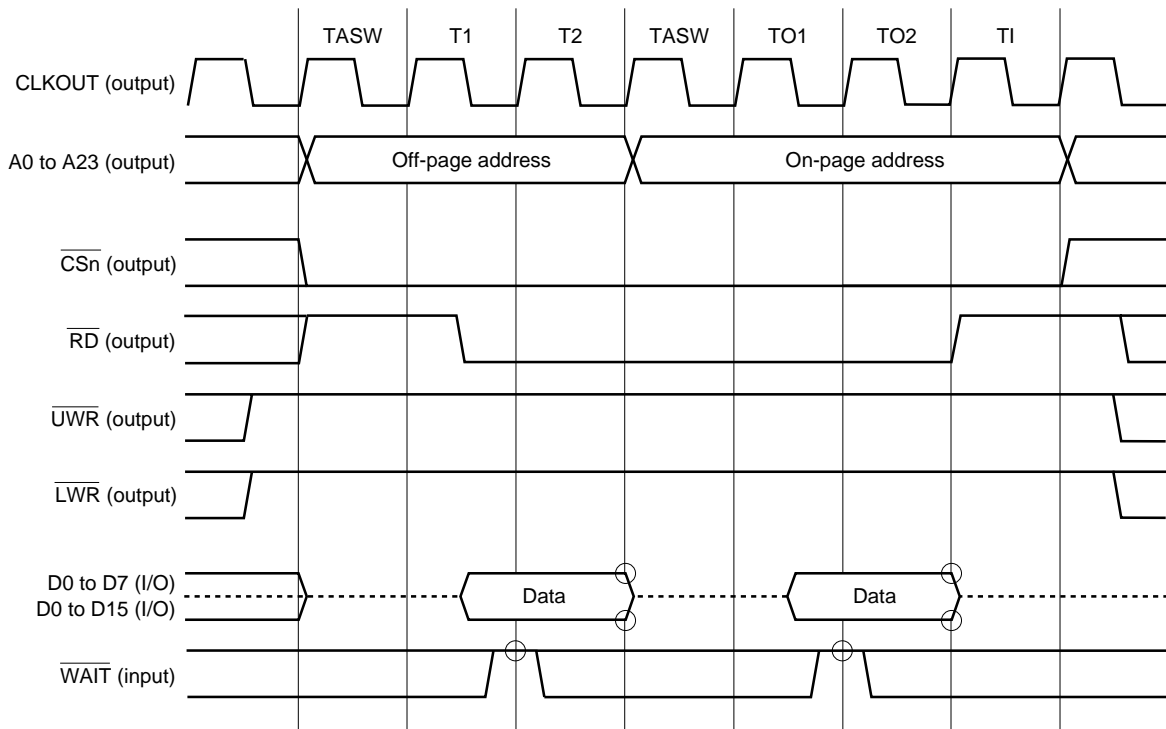 TASW T1 T2 TASW TO1 TO2 TI
CLKOUT (output)
A0 to A23 (output) Off-page address On-page address
CSn (output)
RD (output)
UWR (output)
LWR (output)
D0 to D7 (I/O)
Data Data
D0 to D15 (I/O)
WAIT (input)